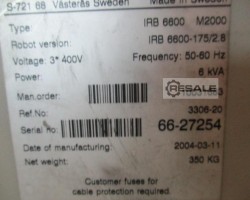 S-721 68 Västerås Sweden Made in Sweden
Type: IRB 6600 M2000
Robot version: IRB 6600-175/2.8
Voltage: 3* 400V Frequency: 50-60 Hz
Power: 6 kVA
Man.order:
RESALE
Ref.No: 3308-20
Serial no: 66-27254
Date of manufacturing: 2004-03-11
Net weight: 350 KG
Customer fuses for
cable protection required.